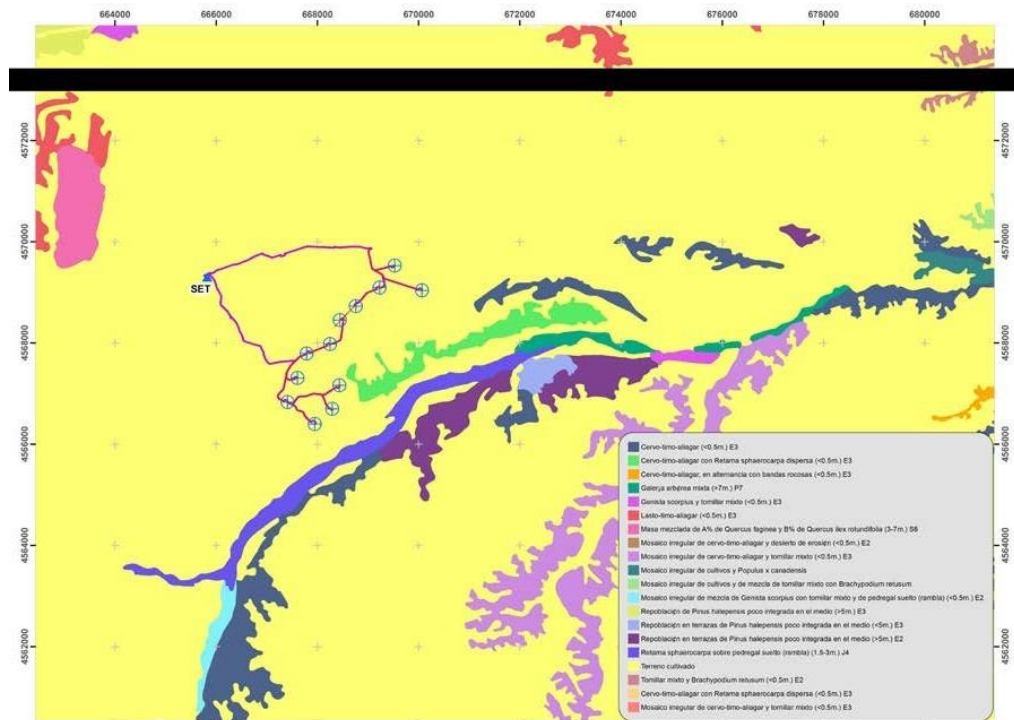 664000 666000 668000 670000 672000 674000 676000 678000 680000
4572000 4572000
4570000 4570000
SET
4568000 4568000
4566000 4566000
4564000 4564000
4562000 4562000
Cervo-timo-aliagar (<0.5m.) E3
Cervo-timo-aliagar con Retama sphaerocarpa dispersa (<0.5m.) E3
Cervo-timo-aliagar, en alternancia con bandas rocosas (<0.5m.) E3
Galería arbórea mixta (>7m.) P7
Genista scorpius y tomillar mixto (<0.5m.) E3
Lasto-timo-aliagar (<0.5m.) E3
Masa mezclada de A% de Quercus faginea y B% de Quercus ilex rotundifolia (3-7m.) S6
Mosaico irregular de cervo-timo-aliagar y desierto de erosión (<0.5m.) E2
Mosaico irregular de cervo-timo-aliagar y tomillar mixto (<0.5m.) E3
Mosaico irregular de cultivos y Populus x canadensis
Mosaico irregular de cultivos y de mezcla de tomillar mixto con Brachypodium retusum
Mosaico irregular de mezcla de Genista scorpius con tomillar mixto y de pedregal suelto (rambla) (<0.5m.) E2
Repoblación de Pinus halepensis poco integrada en el medio (>5m.) E3
Repoblación en terrazas de Pinus halepensis poco integrada en el medio (<5m.) E3
Repoblación en terrazas de Pinus halepensis poco integrada en el medio (>5m.) E2
Retama sphaerocarpa sobre pedregal suelto (rambla) (1.5-3m.) J4
Terreno cultivado
Tomillar mixto y Brachypodium retusum (<0.5m.) E2
Cervo-timo-aliagar con Retama sphaerocarpa dispersa (<0.5m.) E3
Mosaico irregular de cervo-timo-aliagar y tomillar mixto (<0.5m.) E3